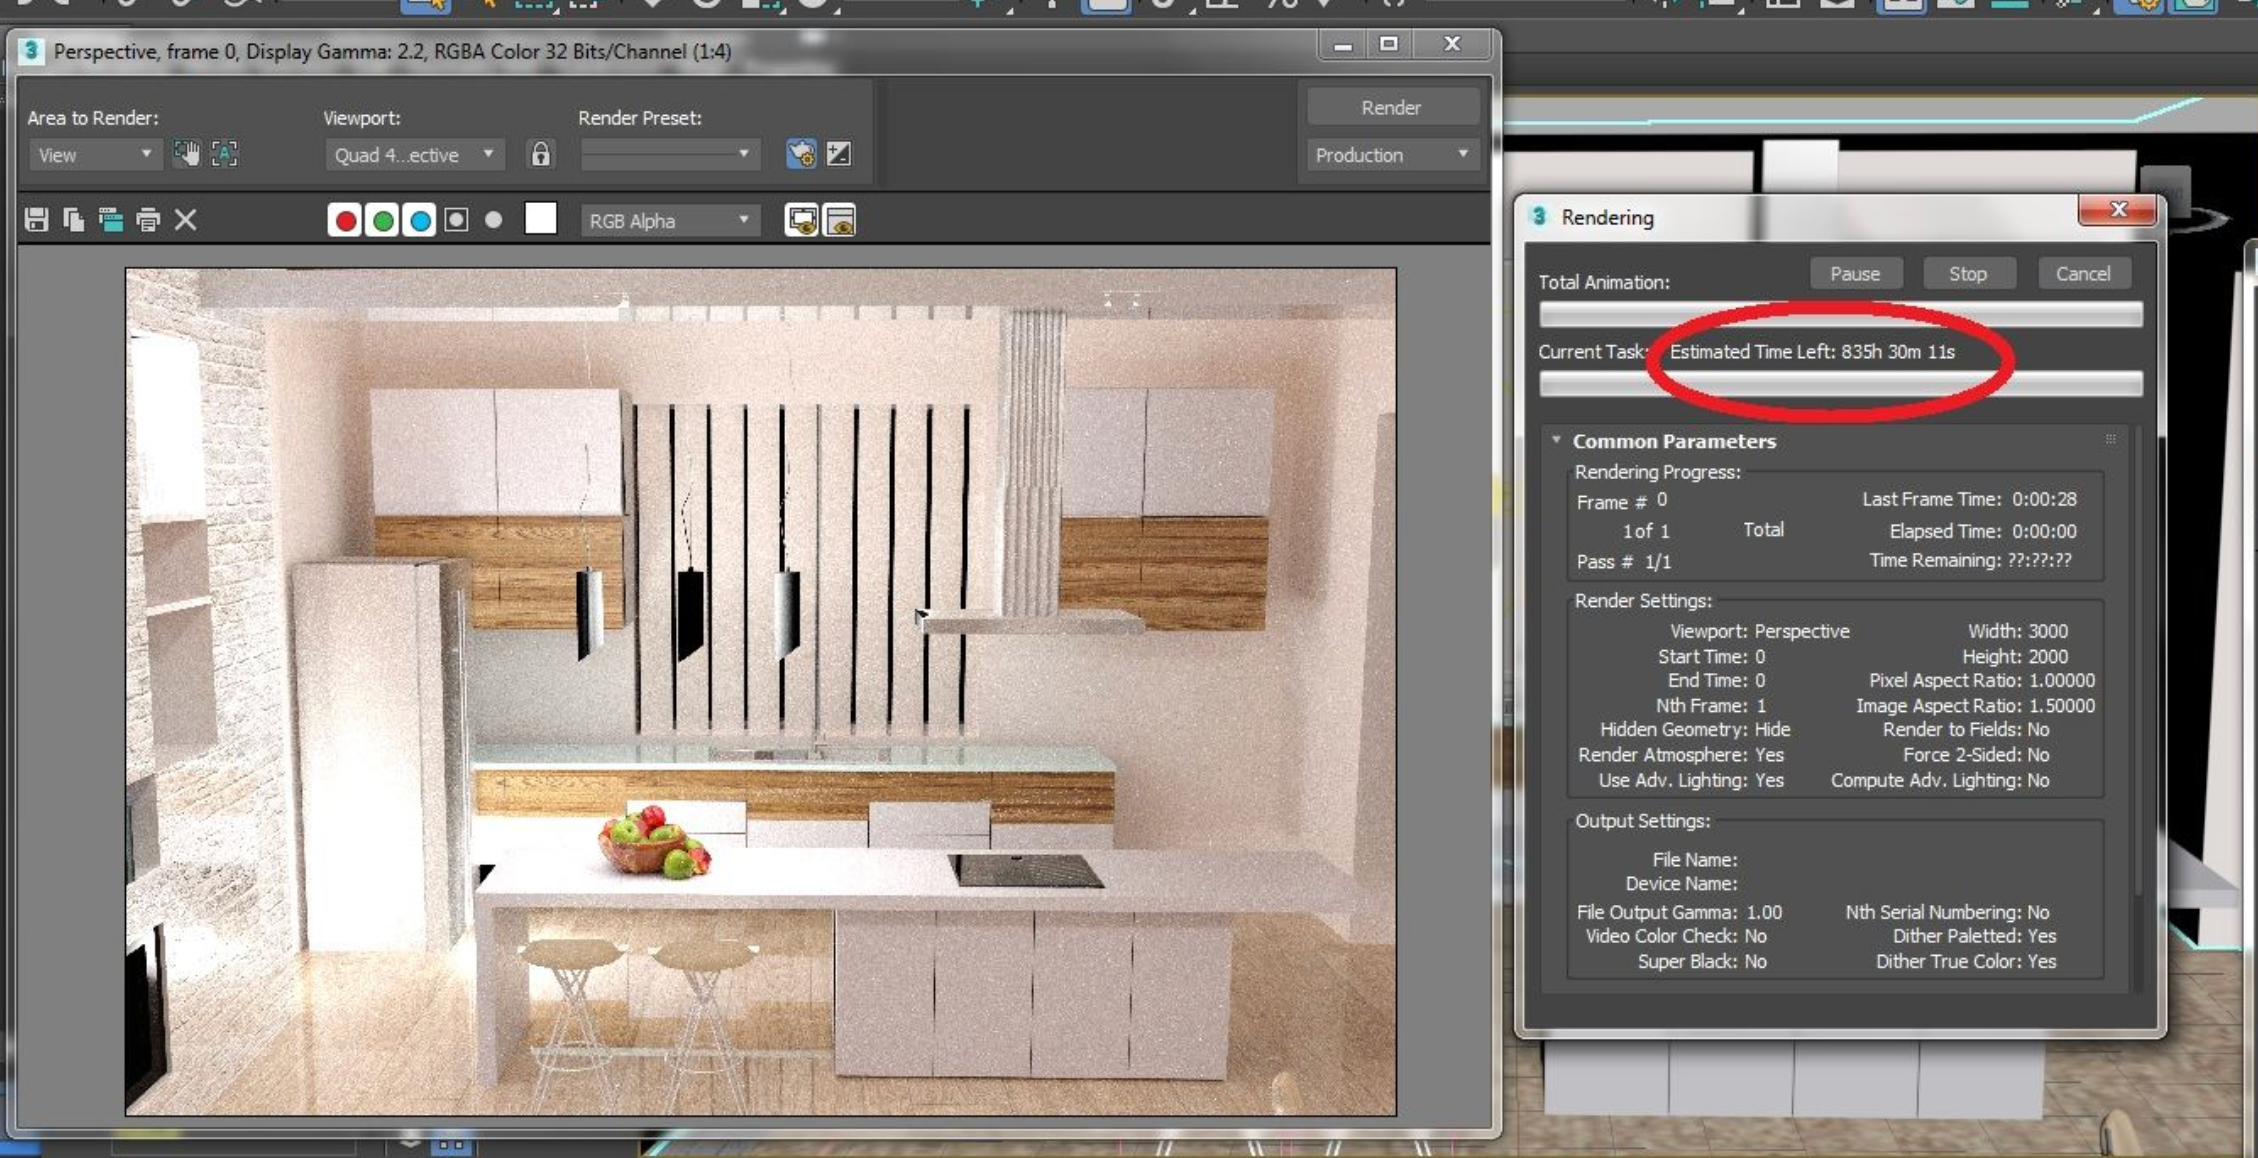 Perspective, frame 0, Display Gamma: 2.2, RGBA Color 32 Bits/Channel (1:4)
Area to Render:
Viewport:
Render Preset:
Render
View
Quad 4...ective
Production
RGB Alpha
Rendering
Total Animation:
Pause
Stop
Cancel
Current Task: Estimated Time Left: 835h 30m 11s
Common Parameters
Rendering Progress:
Frame # 0
Last Frame Time: 0:00:28
1 of 1
Total
Elapsed Time: 0:00:00
Pass # 1/1
Time Remaining: ??:??:??
Render Settings:
Viewport: Perspective
Width: 3000
Start Time: 0
Height: 2000
End Time: 0
Pixel Aspect Ratio: 1.00000
Nth Frame: 1
Image Aspect Ratio: 1.50000
Hidden Geometry: Hide
Render to Fields: No
Render Atmosphere: Yes
Force 2-Sided: No
Use Adv. Lighting: Yes
Compute Adv. Lighting: No
Output Settings:
File Name:
Device Name:
File Output Gamma: 1.00
Nth Serial Numbering: No
Video Color Check: No
Dither Paletted: Yes
Super Black: No
Dither True Color: Yes